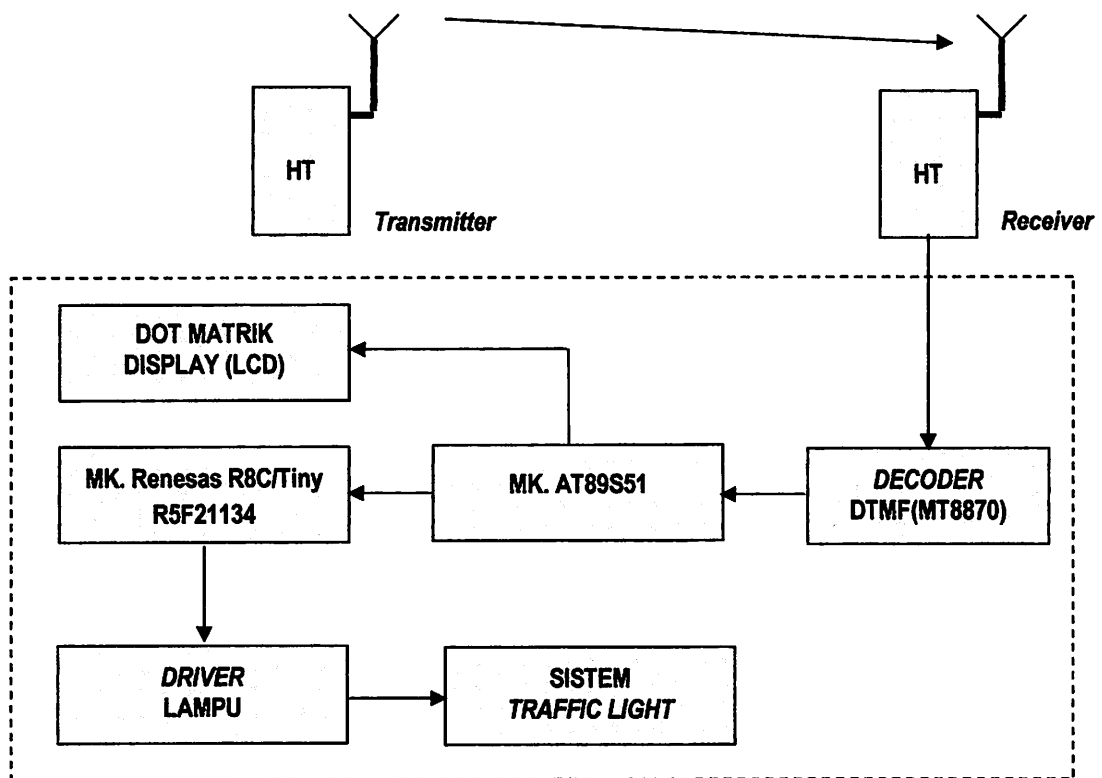 HT
Transmitter
HT
Receiver
DOT MATRIK
DISPLAY (LCD)
MK. Renesas R8C/Tiny
R5F21134
MK. AT89S51
DECODER
DTMF(MT8870)
DRIVER
LAMPU
SISTEM
TRAFFIC LIGHT